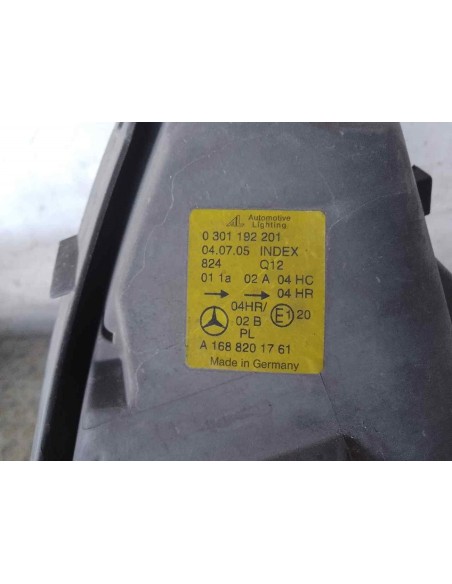 Automotive
Lighting
0 301 192 201
04.07.05 INDEX
824 Q12
01 1a 02 A 04 HC
→ → 04 HR
04HR/ E1 20
02 B
PL
A 168 820 17 61
Made in Germany